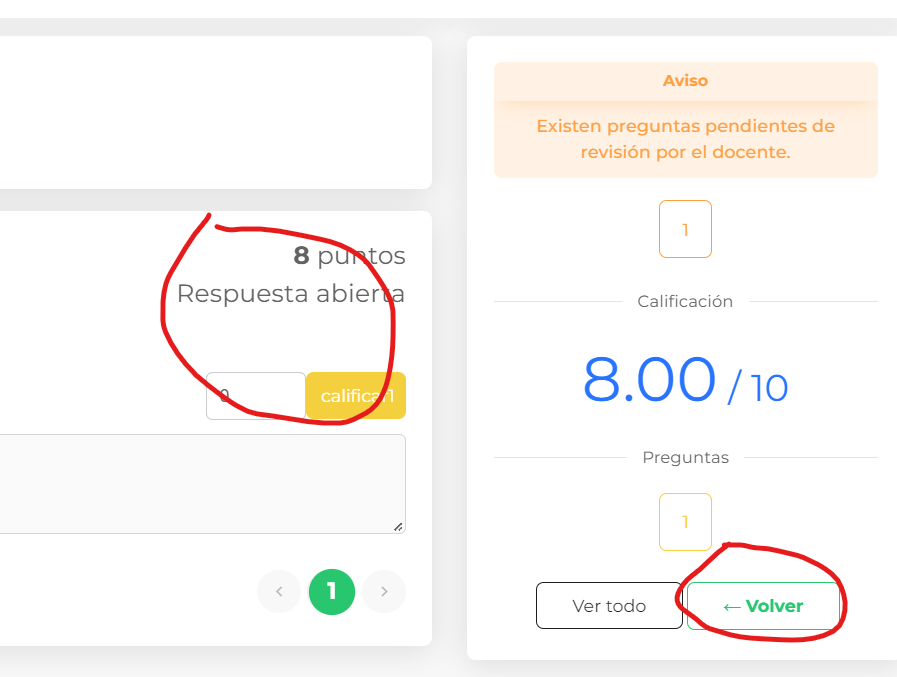 8 puntos
Respuesta abierta
0
calificar1
1
Aviso
Existen preguntas pendientes de
revisión por el docente.
1
Calificación
8.00 / 10
Preguntas
1
Ver todo
← Volver